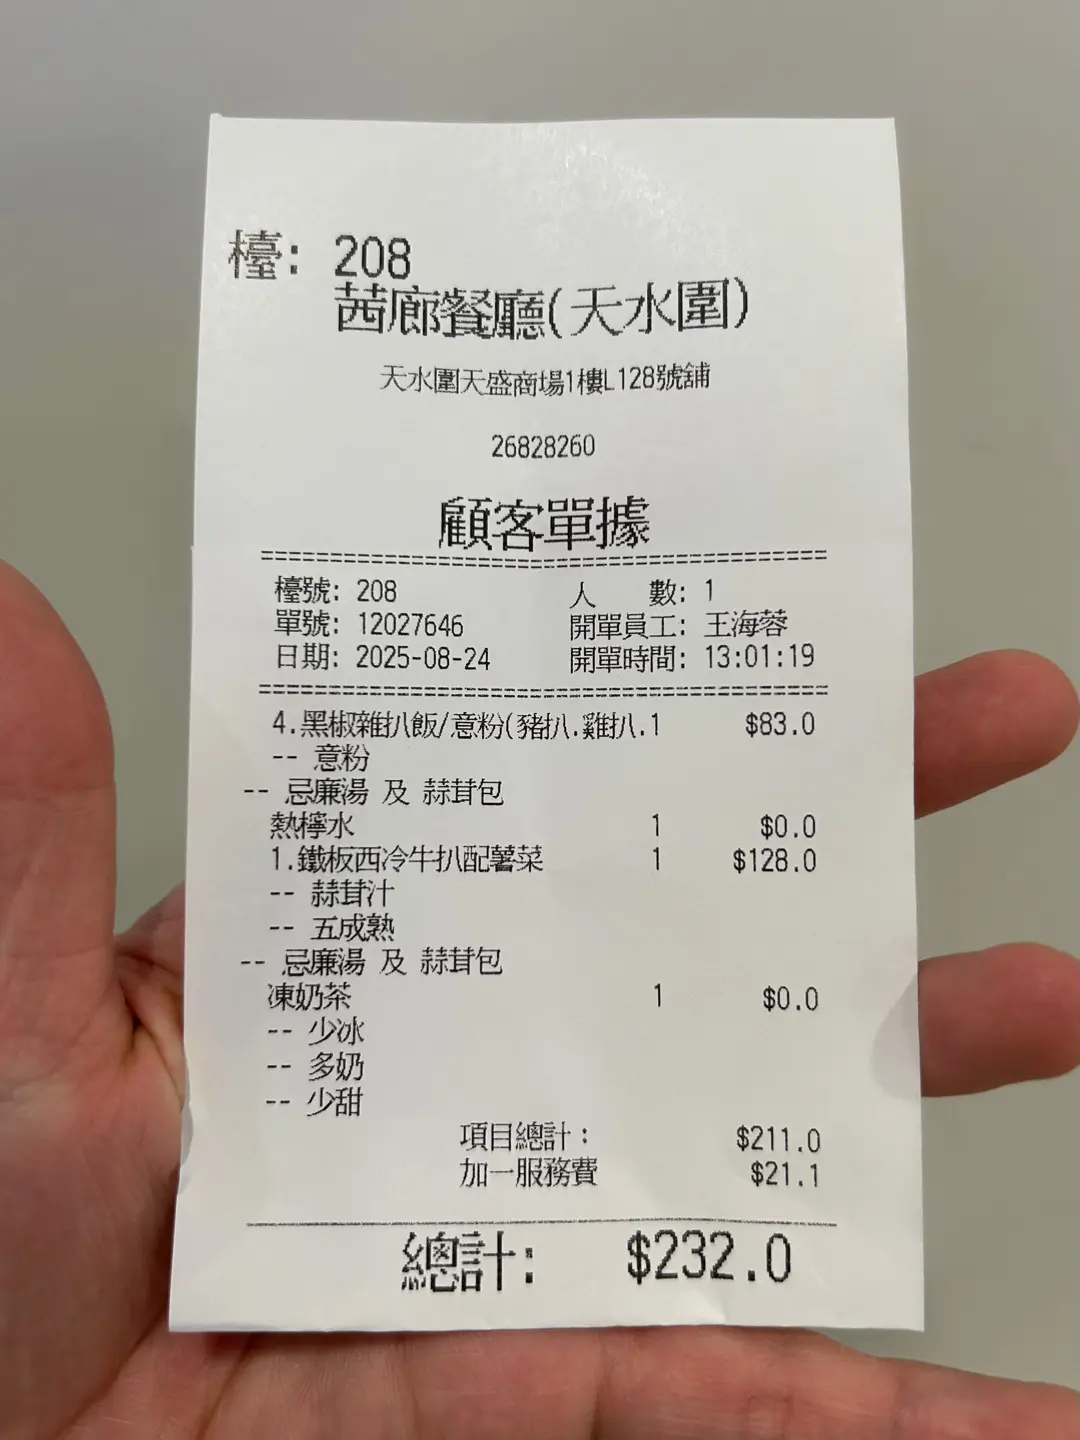 檯: 208
茜廊餐廳(天水圍)
天水圍天盛商場1樓L128號舖
26828260
顧客單據
檯號: 208 人 數: 1
單號: 12027646 開單員工: 王海蓉
日期: 2025-08-24 開單時間: 13:01:19
4.黑椒雜扒飯/意粉(豬扒.雞扒.1 $83.0
-- 意粉
-- 忌廉湯 及 蒜茸包
熱檸水 1 $0.0
1.鐵板西冷牛扒配薯菜 1 $128.0
-- 蒜茸汁
-- 五成熟
-- 忌廉湯 及 蒜茸包
凍奶茶 1 $0.0
-- 少冰
-- 多奶
-- 少甜
項目總計: $211.0
加一服務費 $21.1
總計: $232.0